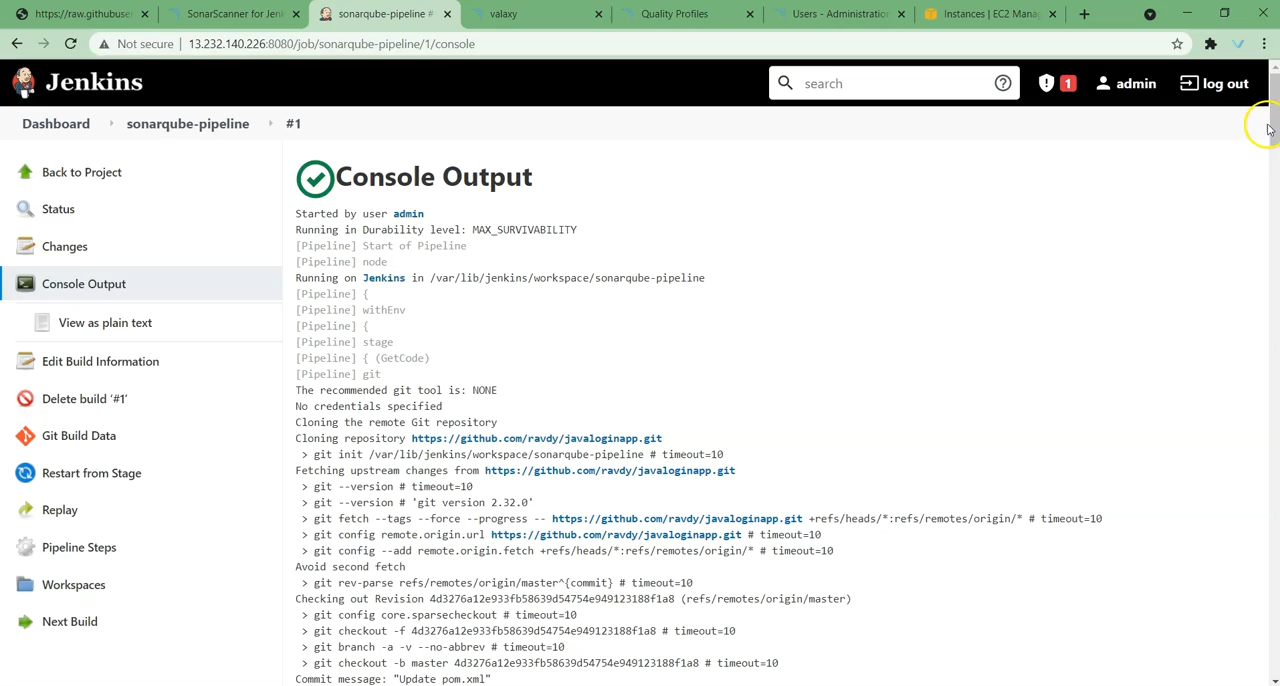 https://raw.githubuser
SonarScanner for Jenk
sonarqube-pipeline #
valaxy
Quality Profiles
Users - Administration
Instances | EC2 Manag
Not secure | 13.232.140.226:8080/job/sonarqube-pipeline/1/console
Jenkins
search
1
admin
log out
Dashboard
sonarqube-pipeline
#1
Back to Project
Status
Changes
Console Output
View as plain text
Edit Build Information
Delete build ‘#1’
Git Build Data
Restart from Stage
Replay
Pipeline Steps
Workspaces
Next Build
Console Output
Started by user admin
Running in Durability level: MAX_SURVIVABILITY
[Pipeline] Start of Pipeline
[Pipeline] node
Running on Jenkins in /var/lib/jenkins/workspace/sonarqube-pipeline
[Pipeline] {
[Pipeline] withEnv
[Pipeline] {
[Pipeline] stage
[Pipeline] { (GetCode)
[Pipeline] git
The recommended git tool is: NONE
No credentials specified
Cloning the remote Git repository
Cloning repository https://github.com/ravdy/javaloginapp.git
> git init /var/lib/jenkins/workspace/sonarqube-pipeline # timeout=10
Fetching upstream changes from https://github.com/ravdy/javaloginapp.git
> git --version # timeout=10
> git --version # 'git version 2.32.0'
> git fetch --tags --force --progress -- https://github.com/ravdy/javaloginapp.git +refs/heads/*:refs/remotes/origin/* # timeout=10
> git config remote.origin.url https://github.com/ravdy/javaloginapp.git # timeout=10
> git config --add remote.origin.fetch +refs/heads/*:refs/remotes/origin/* # timeout=10
Avoid second fetch
> git rev-parse refs/remotes/origin/master^{commit} # timeout=10
Checking out Revision 4d3276a12e933fb58639d54754e949123188f1a8 (refs/remotes/origin/master)
> git config core.sparsecheckout # timeout=10
> git checkout -f 4d3276a12e933fb58639d54754e949123188f1a8 # timeout=10
> git branch -a -v --no-abbrev # timeout=10
> git checkout -b master 4d3276a12e933fb58639d54754e949123188f1a8 # timeout=10
Commit message: "Update pom.xml"